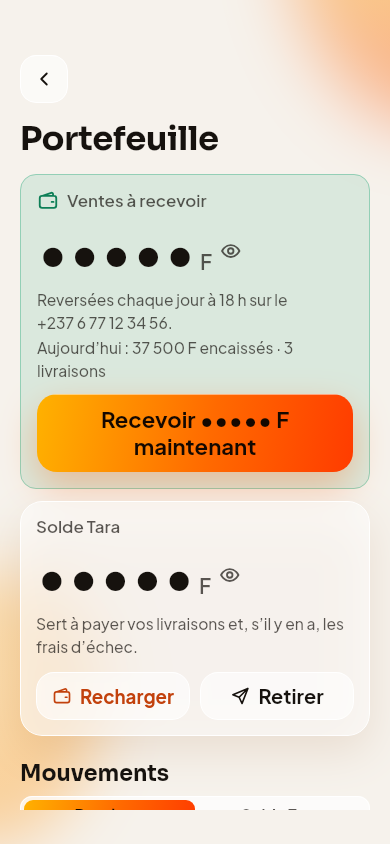 Portefeuille
Ventes à recevoir
●●●●● F
Reversées chaque jour à 18 h sur le
+237 6 77 12 34 56.
Aujourd’hui : 37 500 F encaissés · 3
livraisons
Recevoir ●●●●● F
maintenant
Solde Tara
●●●●● F
Sert à payer vos livraisons et, s’il y en a, les
frais d’échec.
Recharger
Retirer
Mouvements